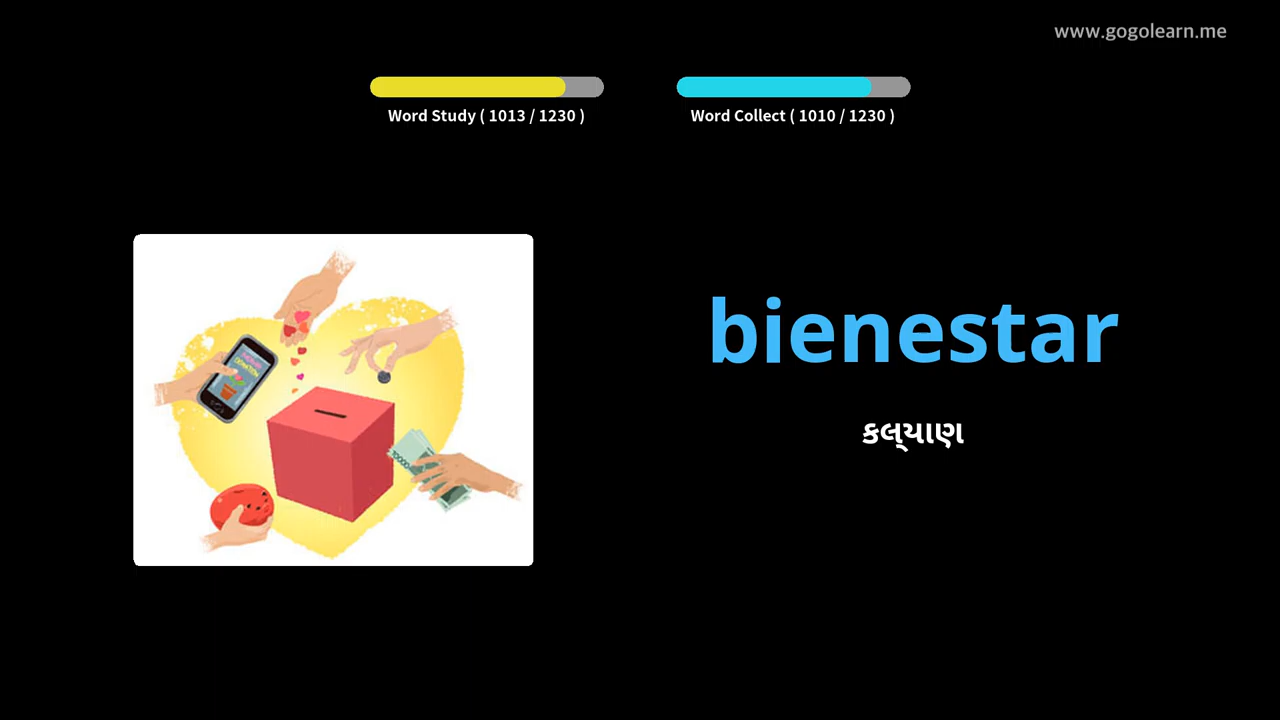 www.gogolearn.me
Word Study ( 1013 / 1230 )
Word Collect ( 1010 / 1230 )
bienestar
કલ્યાણ